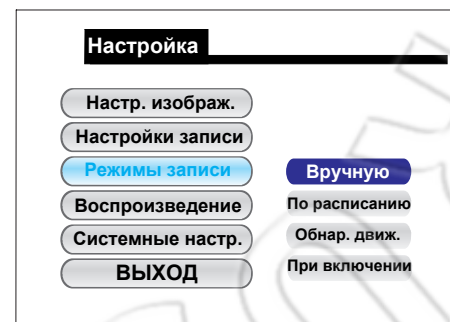 Настройка
Настр. изображ.
Настройки записи
Режимы записи
Вручную
Воспроизведение
По расписанию
Системные настр.
Обнар. движ.
ВЫХОД
При включении